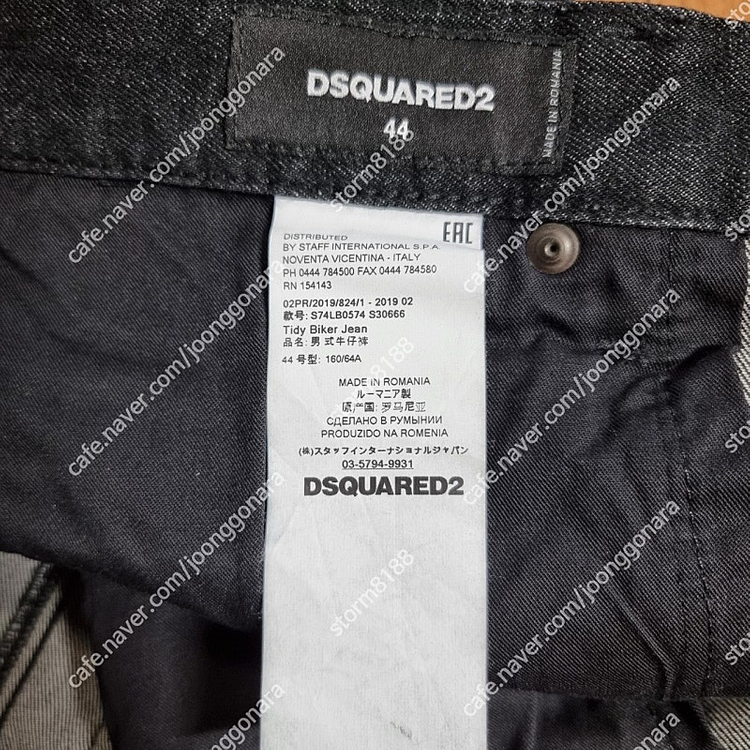 DSQUARED2
44
MADE IN ROMANIA
EAC
DISTRIBUTED
BY STAFF INTERNATIONAL S.P.A.
NOVENTA VICENTINA - ITALY
PH 0444 784500 FAX 0444 784580
RN 154143
02PR/2019/824/1 - 2019 02
款号: S74LB0574 S30666
Tidy Biker Jean
品名: 男式牛仔裤
44 号型: 160/64A
MADE IN ROMANIA
ルーマニア製
原产国: 罗马尼亚
СДЕЛАНО В РУМЫНИИ
PRODUZIDO NA ROMENIA
(株)スタッフインターナショナルジャパン
03-5794-9931
DSQUARED2
cafe.naver.com/joonggonara
storm8188